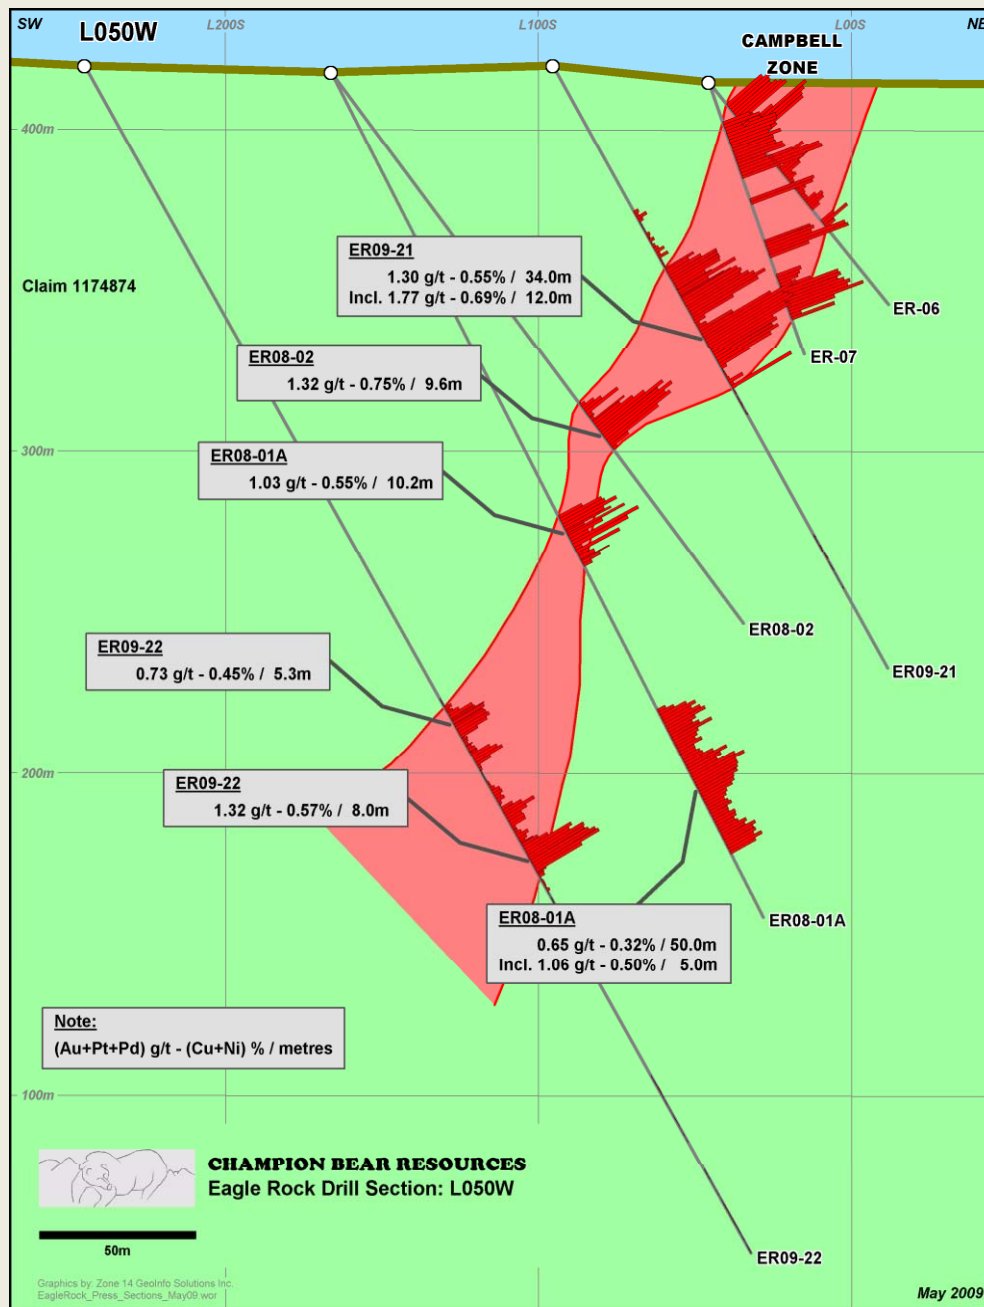 SW
L050W
L200S
L100S
L00S
NE
CAMPBELL
ZONE
400m
ER09-21
1.30 g/t - 0.55% / 34.0m
Incl. 1.77 g/t - 0.69% / 12.0m
Claim 1174874
ER-06
ER08-02
1.32 g/t - 0.75% / 9.6m
ER-07
300m
ER08-01A
1.03 g/t - 0.55% / 10.2m
ER08-02
ER09-22
0.73 g/t - 0.45% / 5.3m
ER09-21
200m
ER09-22
1.32 g/t - 0.57% / 8.0m
ER08-01A
0.65 g/t - 0.32% / 50.0m
Incl. 1.06 g/t - 0.50% / 5.0m
ER08-01A
Note:
(Au+Pt+Pd) g/t - (Cu+Ni) % / metres
100m
CHAMPION BEAR RESOURCES
Eagle Rock Drill Section: L050W
50m
ER09-22
Graphics by: Zone 14 GeoInfo Solutions Inc.
EagleRock_Press_Sections_May09.wor
May 2009